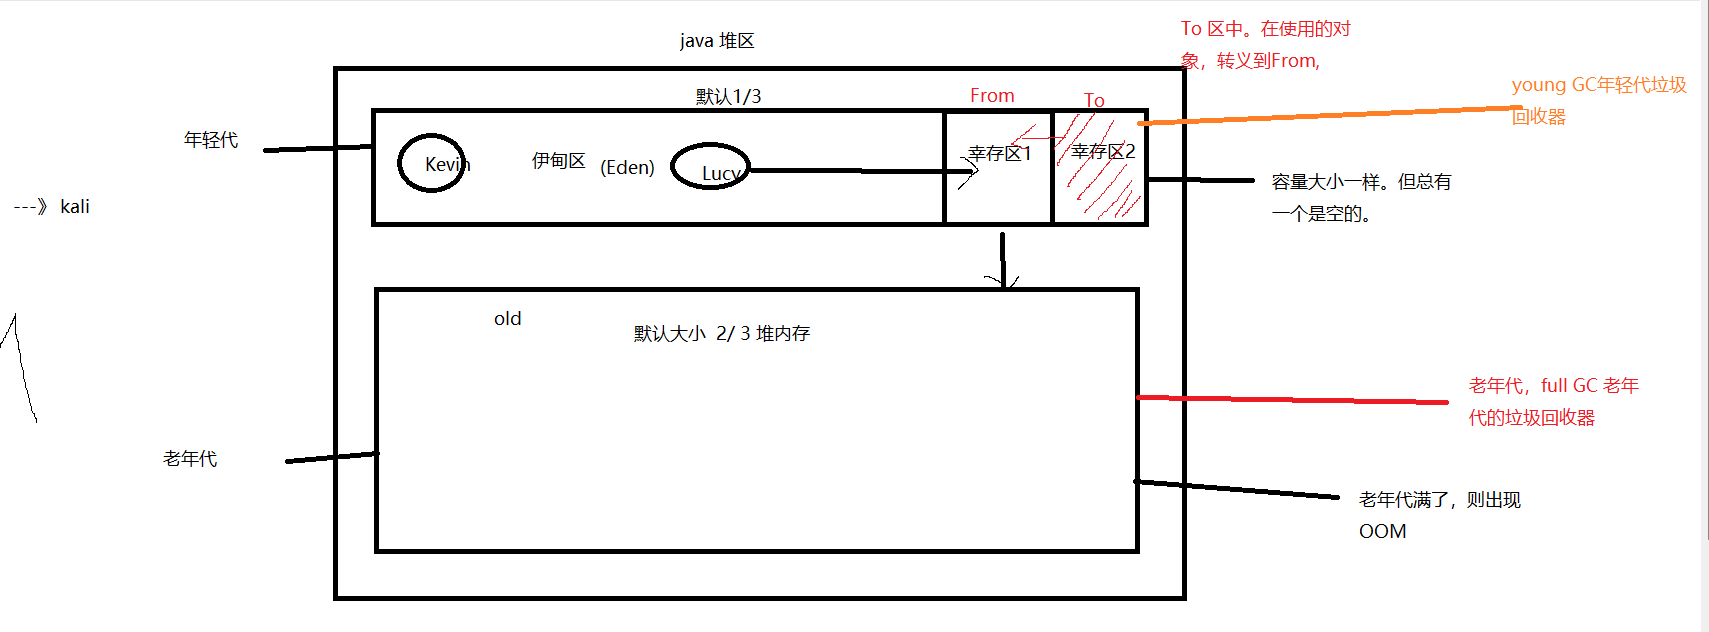 To 区中。在使用的对
象，转义到From,
java 堆区
young GC年轻代垃圾
回收器
默认1/3
From
To
年轻代
Kevin
伊甸区
(Eden)
Lucy
幸存区1
幸存区2
容量大小一样。但总有
一个是空的。
---》 kali
old
默认大小 2/ 3 堆内存
老年代，full GC 老年
代的垃圾回收器
老年代
老年代满了，则出现
OOM